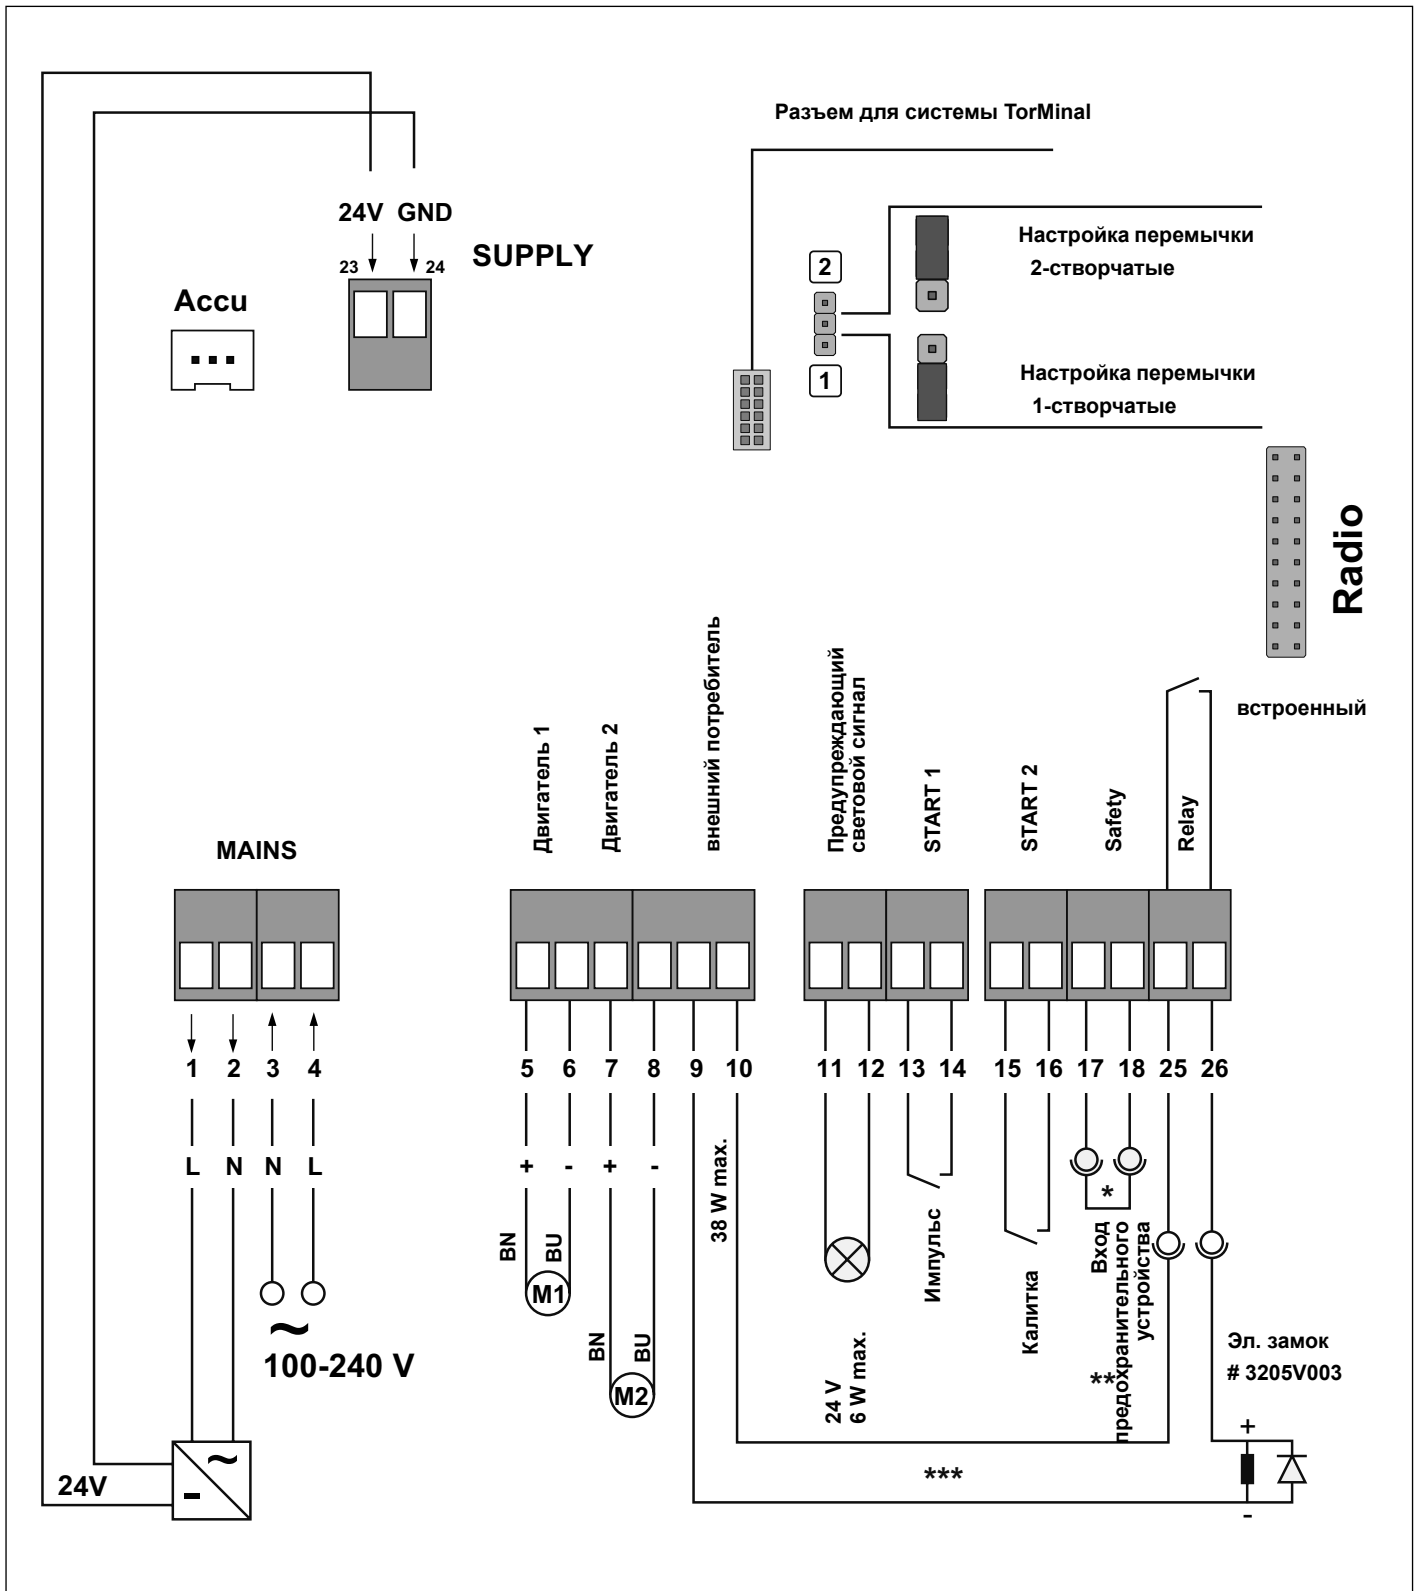 Разъем для системы TorMinal
24V GND
23
24
SUPPLY
Accu
2
1
Настройка перемычки
2-створчатые
Настройка перемычки
1-створчатые
Radio
встроенный
MAINS
Двигатель 1
Двигатель 2
внешний потребитель
Предупреждающий
световой сигнал
START 1
START 2
Safety
Relay
1 2 3 4
5 6 7 8 9 10
11 12 13 14
15 16 17 18 25 26
L N N L
+ - + -
BN
BU
M1
BN
BU
M2
38 W max.
~
100-240 V
24 V
6 W max.
Импульс
Калитка
*
Вход
предохранительного
устройства
**
Эл. замок
# 3205V003
+
-
***
24V
~
-